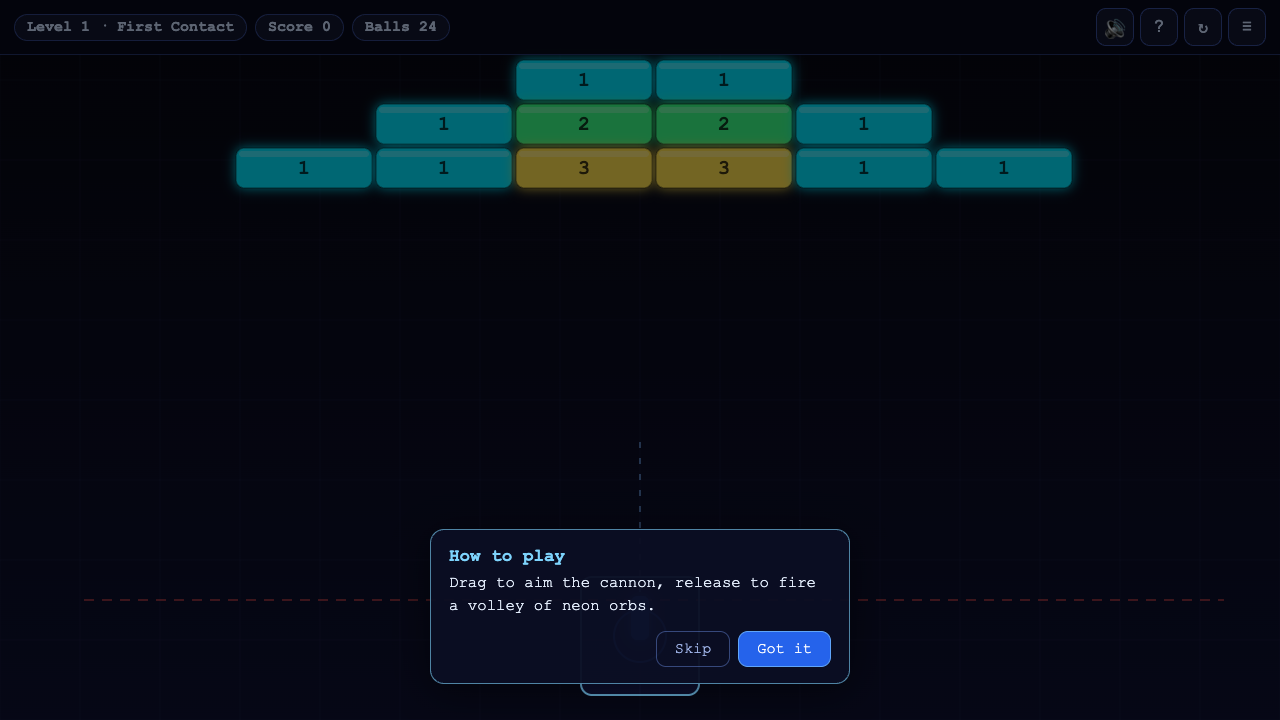 Level 1 · First Contact
Score 0
Balls 24
?
↻
≡
1 1
1 2 2 1
1 1 3 3 1 1
How to play
Drag to aim the cannon, release to fire
a volley of neon orbs.
Skip
Got it